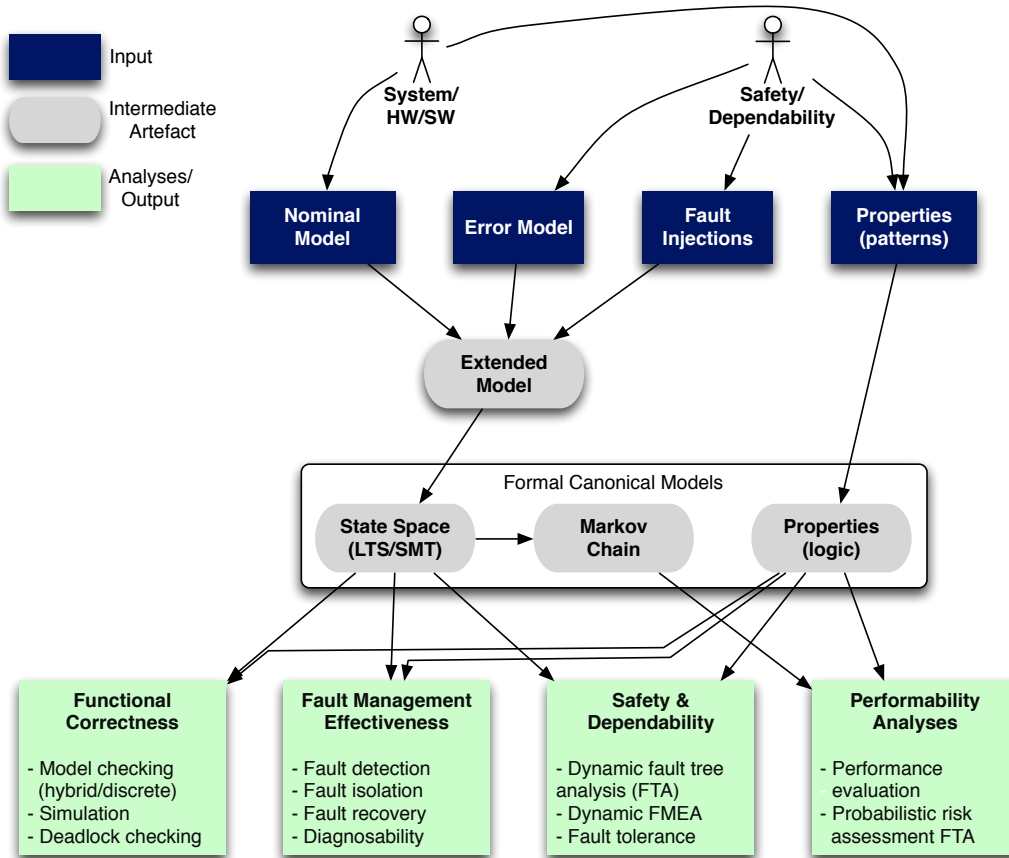 Input
Intermediate
Artefact
Analyses/
Output
System/
HW/SW
Safety/
Dependability
Nominal
Model
Error Model
Fault
Injections
Properties
(patterns)
Extended
Model
Formal Canonical Models
State Space
(LTS/SMT)
Markov
Chain
Properties
(logic)
Functional
Correctness
- Model checking
(hybrid/discrete)
- Simulation
- Deadlock checking
Fault Management
Effectiveness
- Fault detection
- Fault isolation
- Fault recovery
- Diagnosability
Safety &
Dependability
- Dynamic fault tree
analysis (FTA)
- Dynamic FMEA
- Fault tolerance
Performability
Analyses
- Performance
- evaluation
- Probabilistic risk
assessment FTA